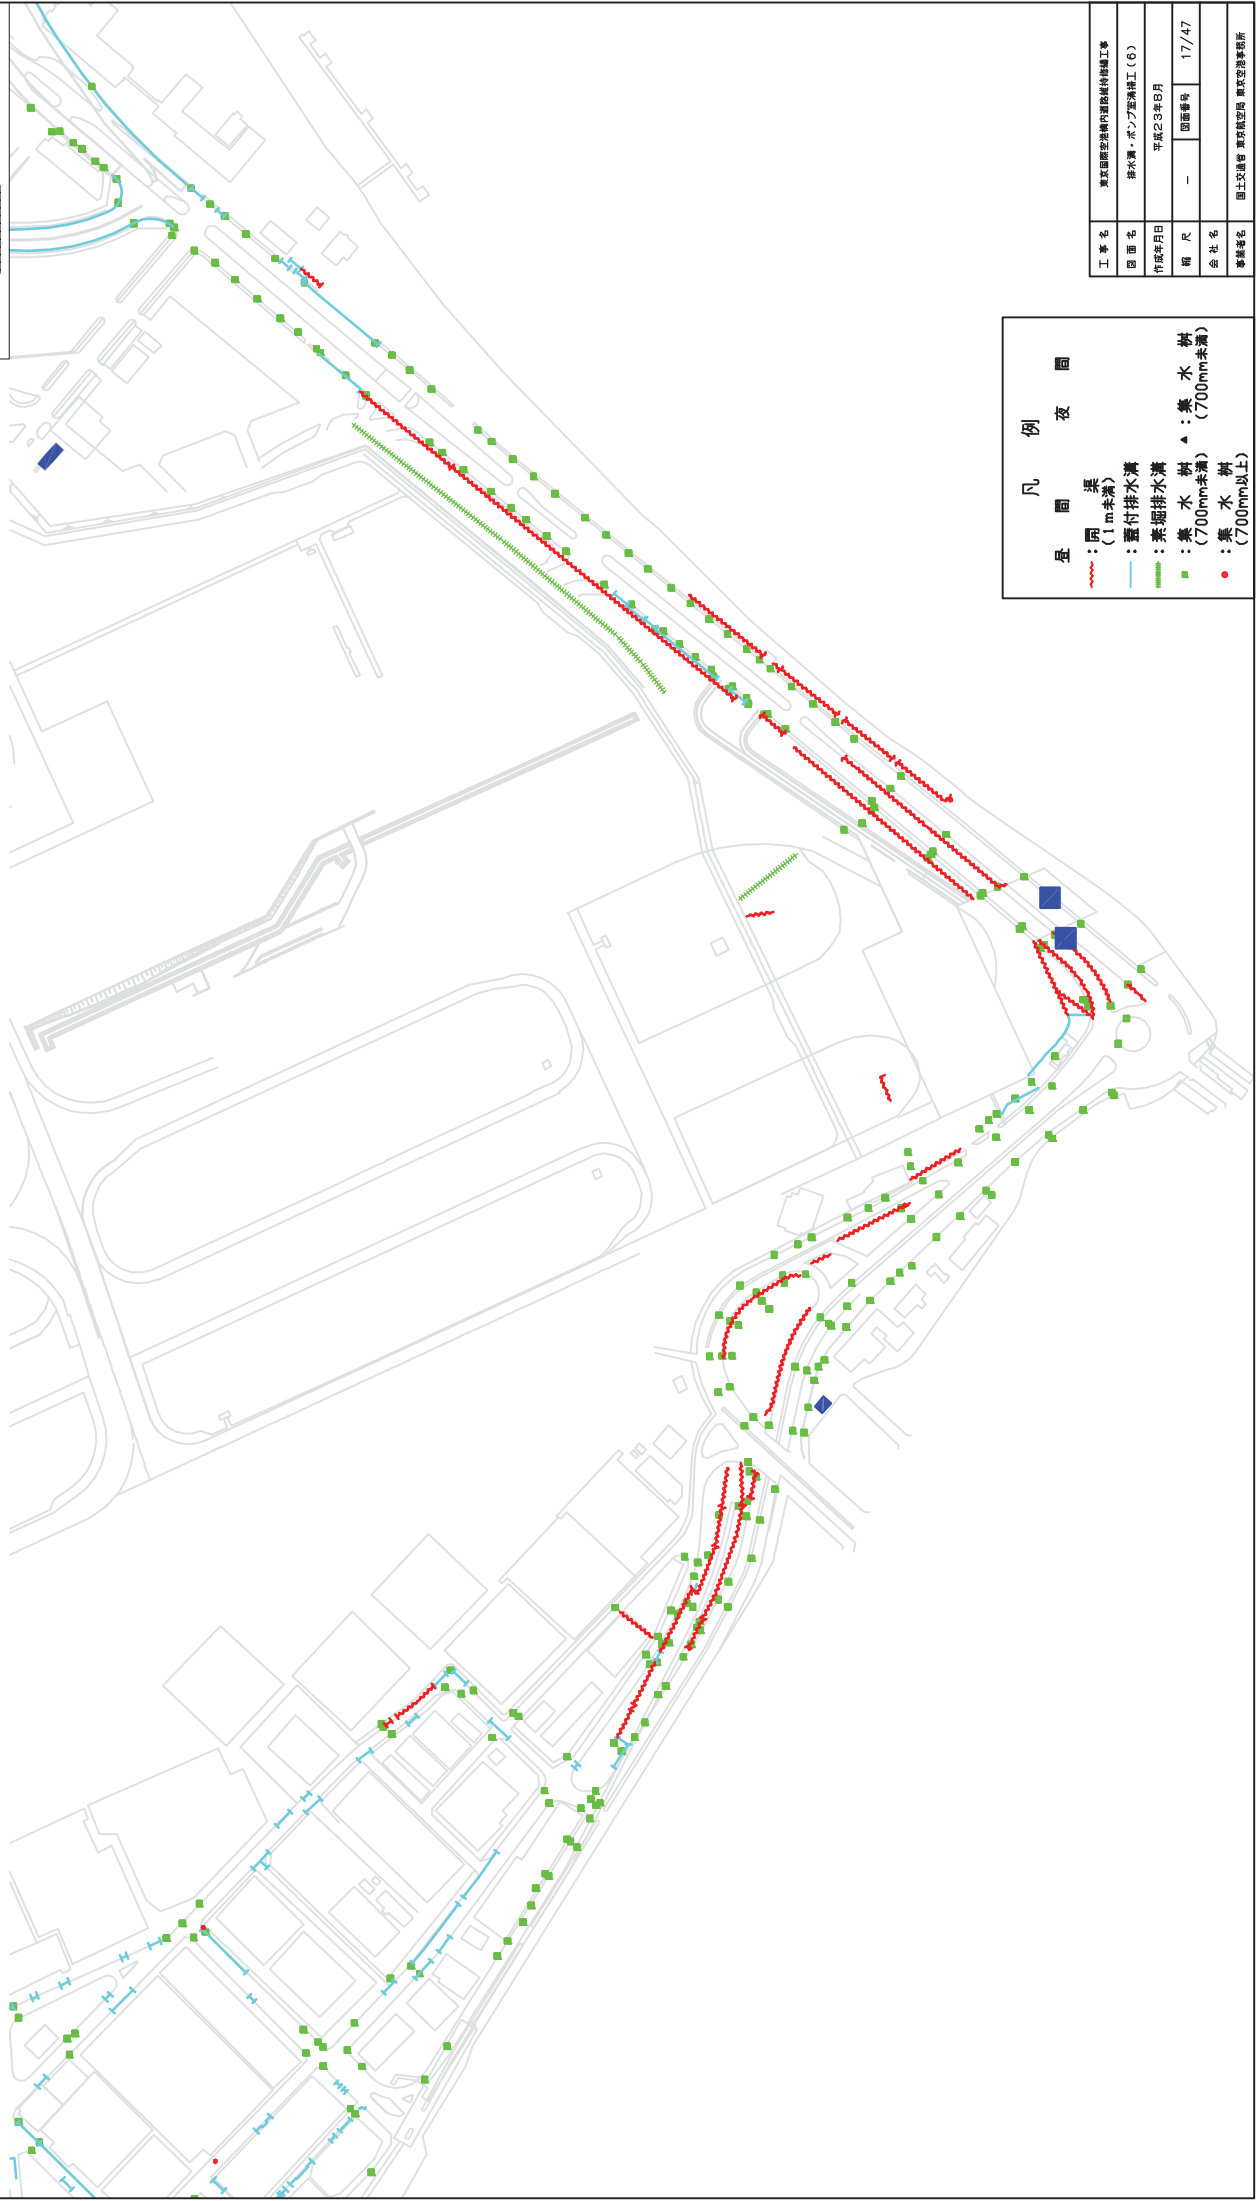 工事名 東京国際空港構内道路維持修繕工事
図面名 排水溝・ポンプ室清掃工(6)
作成年月日 平成23年8月
縮尺 － 図面番号 17/47
会社名
事業者名 国土交通省 東京航空局 東京空港事務所
凡例
昼間 夜間
:開渠
(1m未満)
:蓋付排水溝
:素堀排水溝
:集水桝 ▲:集水桝
(700mm未満) (700mm未満)
:集水桝
(700mm以上)